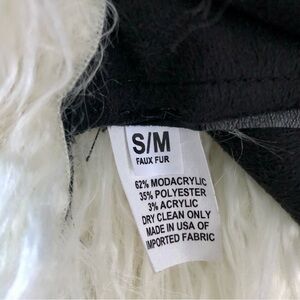 S/M
FAUX FUR
62% MODACRYLIC
35% POLYESTER
3% ACRYLIC
DRY CLEAN ONLY
MADE IN USA OF
IMPORTED FABRIC